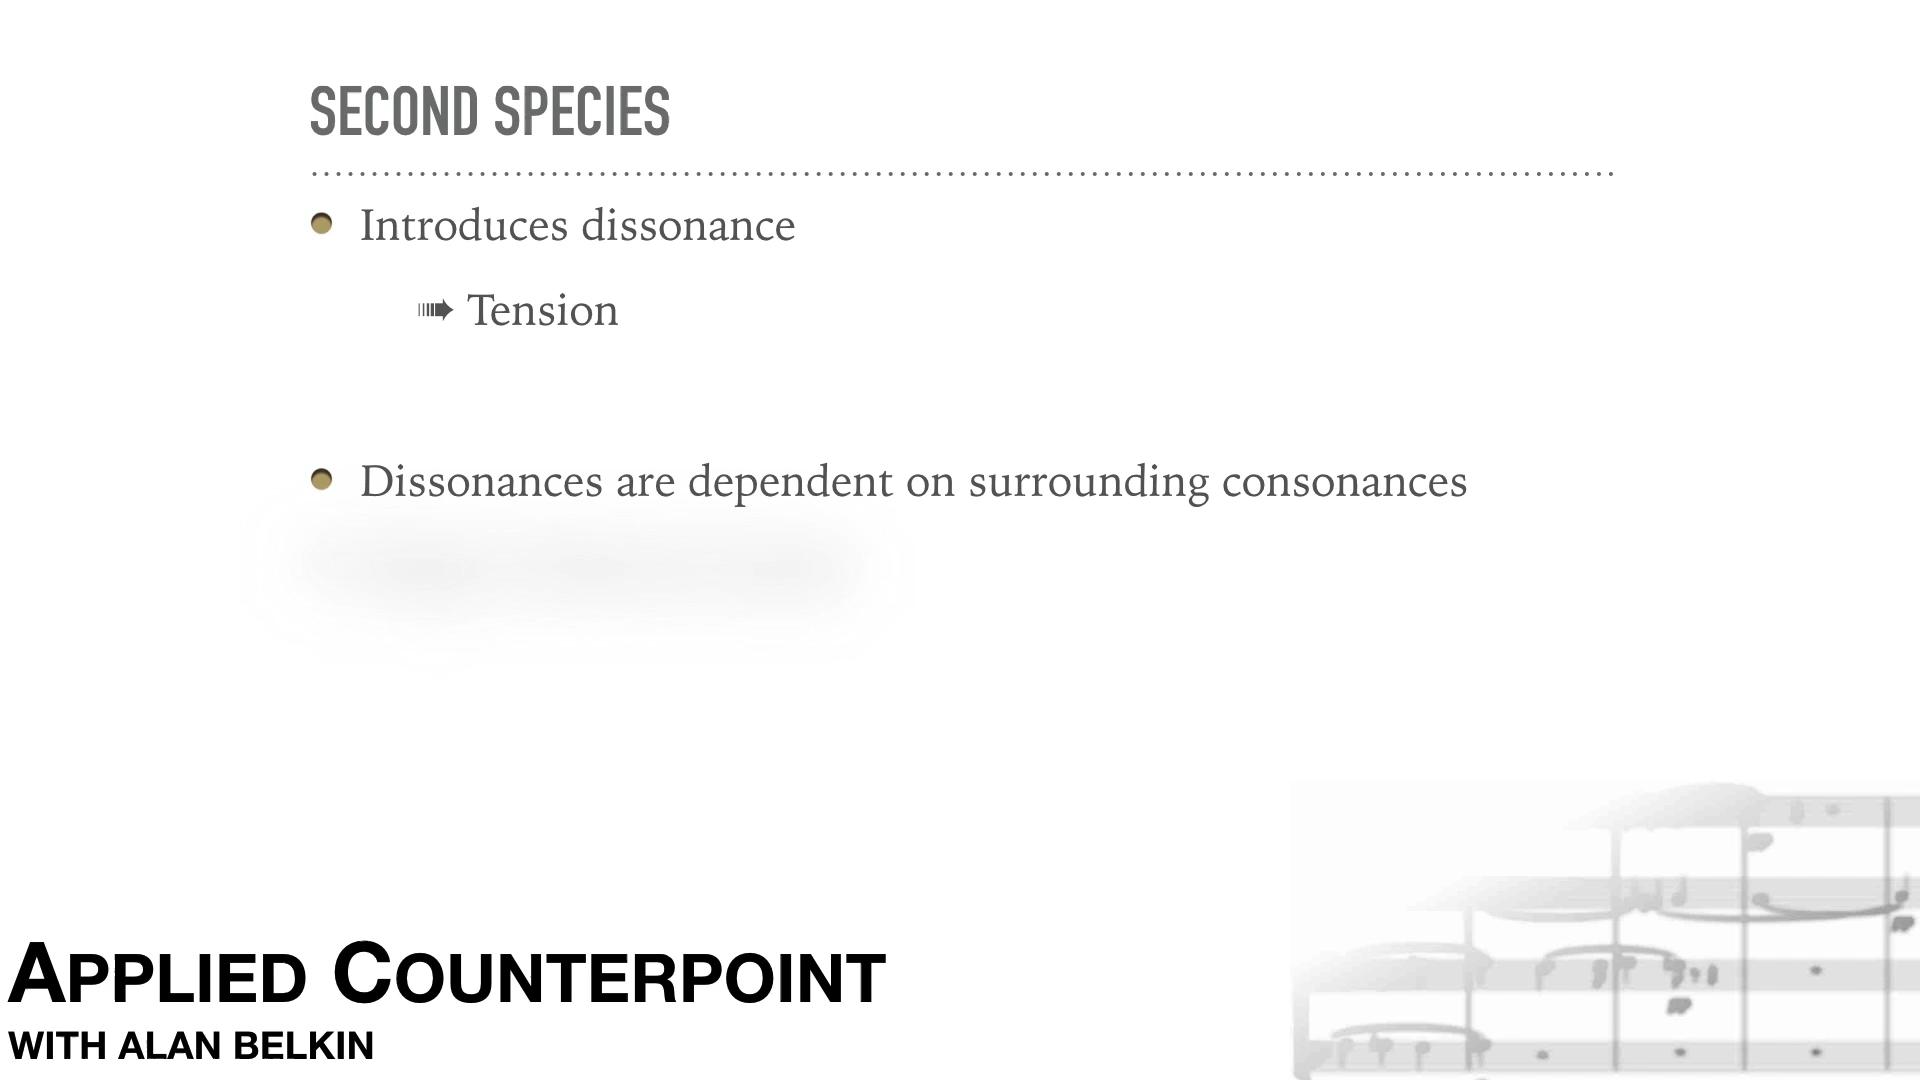 SECOND SPECIES
Introduces dissonance
➠ Tension
Dissonances are dependent on surrounding consonances
APPLIED COUNTERPOINT
WITH ALAN BELKIN